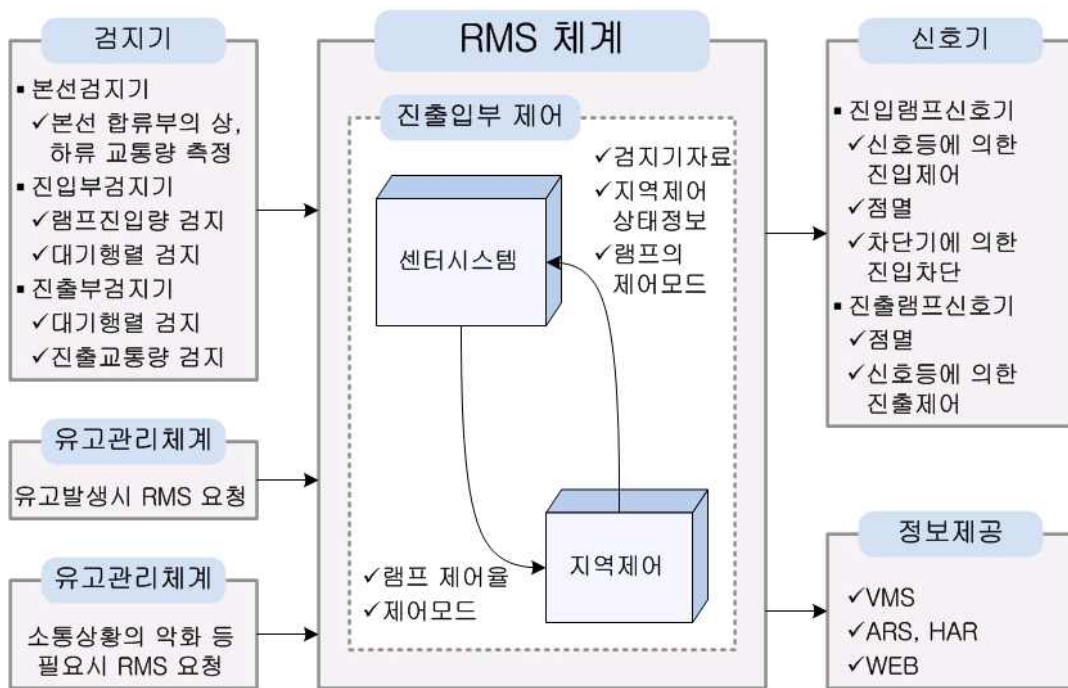 검지기
▪ 본선검지기
✓본선 합류부의 상,
하류 교통량 측정
▪ 진입부검지기
✓램프진입량 검지
✓대기행렬 검지
▪ 진출부검지기
✓대기행렬 검지
✓진출교통량 검지
유고관리체계
유고발생시 RMS 요청
유고관리체계
소통상황의 악화 등
필요시 RMS 요청
RMS 체계
진출입부 제어
✓검지기자료
✓지역제어
상태정보
✓램프의
제어모드
센터시스템
지역제어
✓램프 제어율
✓제어모드
신호기
▪ 진입램프신호기
✓신호등에 의한
진입제어
✓점멸
✓차단기에 의한
진입차단
▪ 진출램프신호기
✓점멸
✓신호등에 의한
진출제어
정보제공
✓VMS
✓ARS, HAR
✓WEB